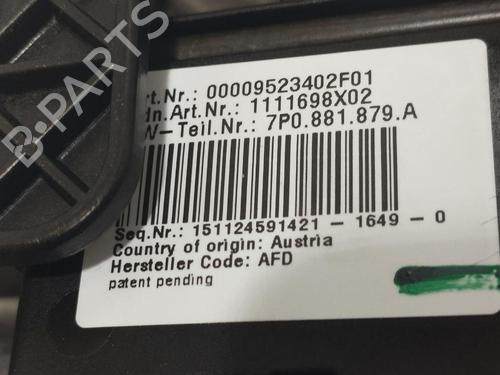 rt.Nr.: 00009523402F01
dn.Art.Nr.: 1111698X02
W-Teil.Nr.: 7P0.881.879.A
Seq.Nr.: 151124591421 - 1649 - 0
Country of origin: Austria
Hersteller Code: AFD
patent pending
B-PARTS